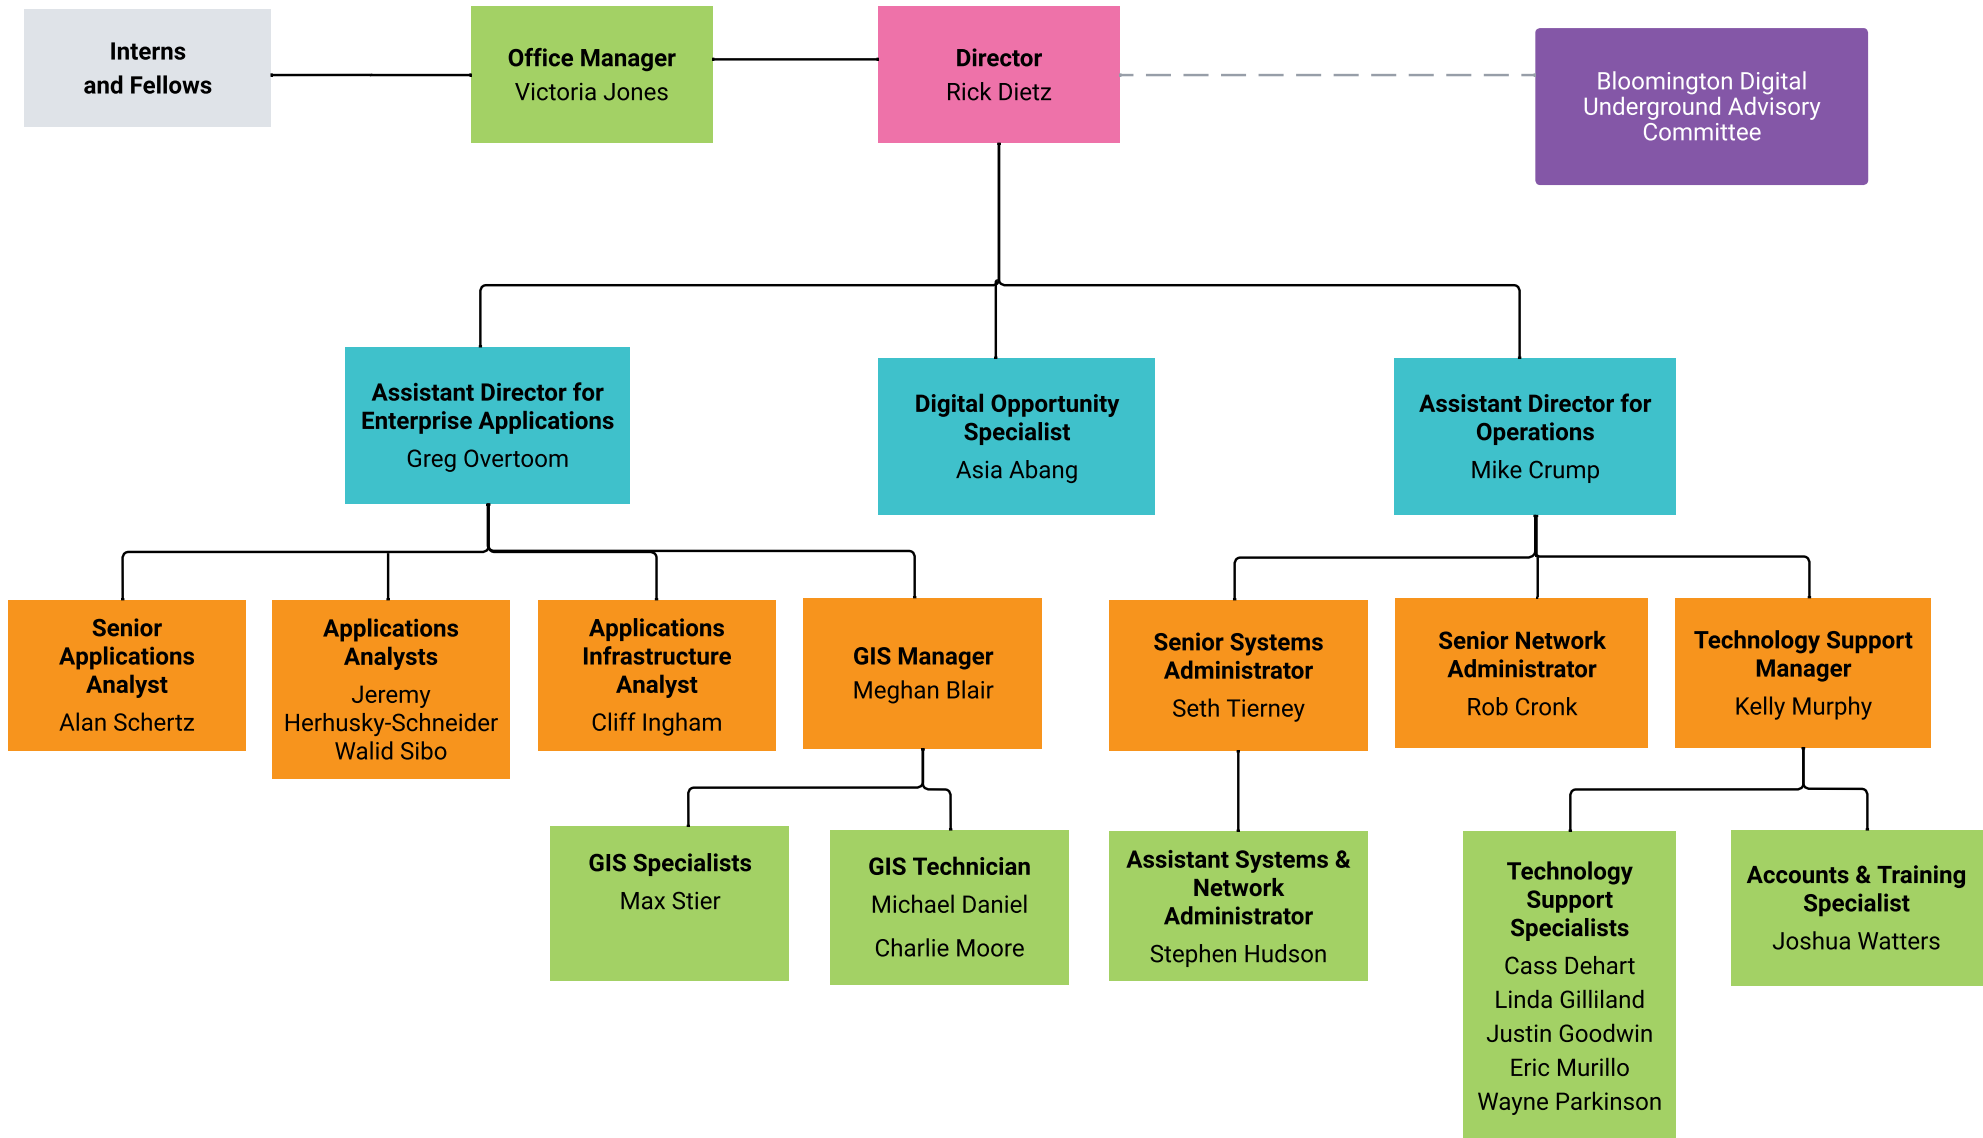 Interns
and Fellows
Office Manager
Victoria Jones
Director
Rick Dietz
Bloomington Digital
Underground Advisory
Committee
Assistant Director for
Enterprise Applications
Greg Overtoom
Digital Opportunity
Specialist
Asia Abang
Assistant Director for
Operations
Mike Crump
Senior
Applications
Analyst
Alan Schertz
Applications
Analysts
Jeremy
Herhusky-Schneider
Walid Sibo
Applications
Infrastructure
Analyst
Cliff Ingham
GIS Manager
Meghan Blair
Senior Systems
Administrator
Seth Tierney
Senior Network
Administrator
Rob Cronk
Technology Support
Manager
Kelly Murphy
GIS Specialists
Max Stier
GIS Technician
Michael Daniel
Charlie Moore
Assistant Systems &
Network
Administrator
Stephen Hudson
Technology
Support
Specialists
Cass Dehart
Linda Gilliland
Justin Goodwin
Eric Murillo
Wayne Parkinson
Accounts & Training
Specialist
Joshua Watters